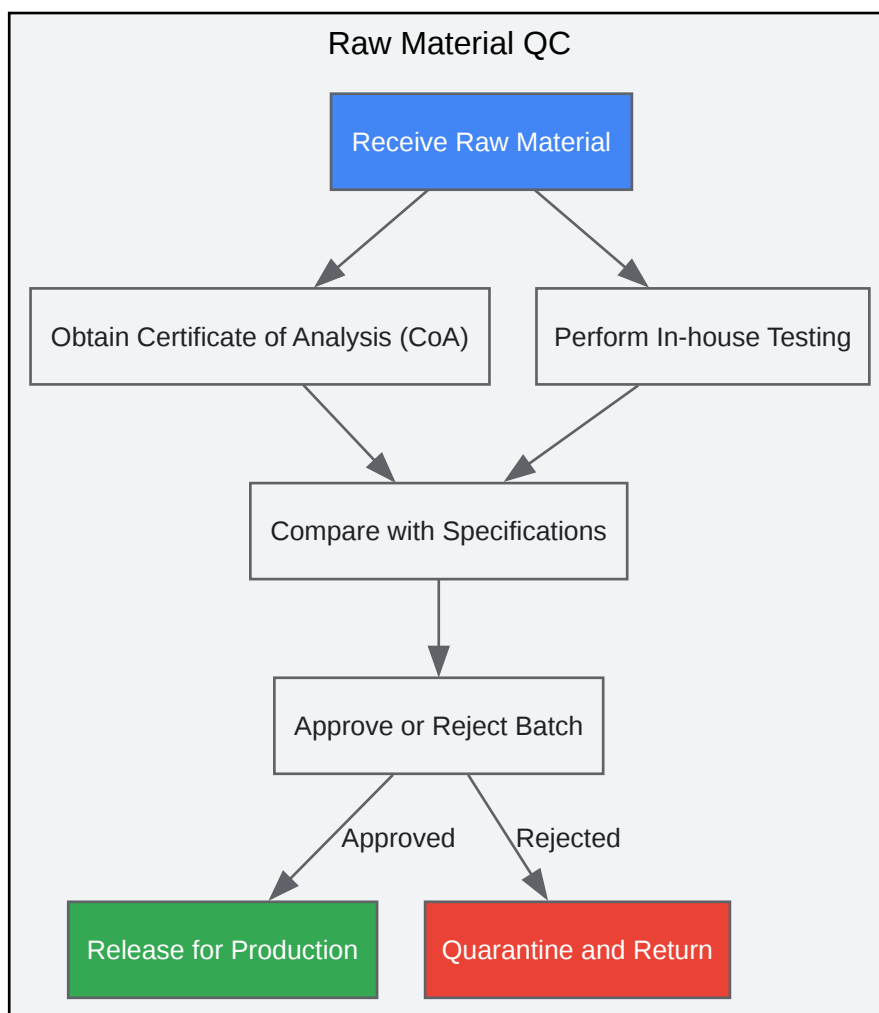 Raw Material QC
Receive Raw Material
Obtain Certificate of Analysis (CoA)
Perform In-house Testing
Compare with Specifications
Approve or Reject Batch
Approved
Rejected
Release for Production
Quarantine and Return